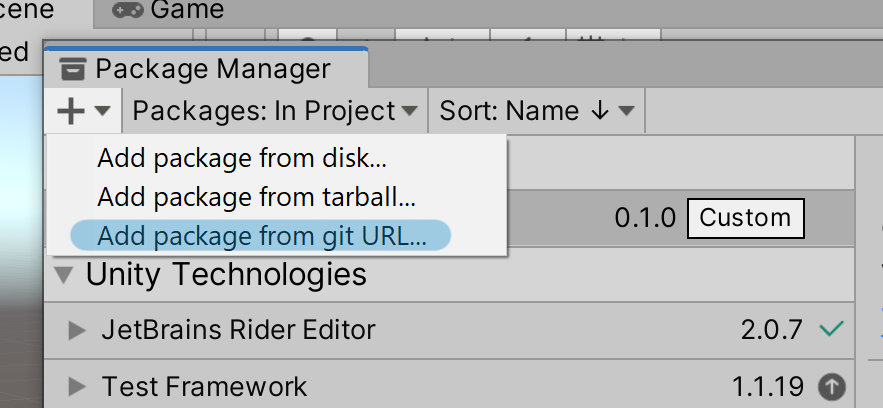 Game
Package Manager
Packages: In Project
Sort: Name ↓
Add package from disk...
Add package from tarball...
Add package from git URL...
0.1.0 Custom
Unity Technologies
JetBrains Rider Editor 2.0.7
Test Framework 1.1.19